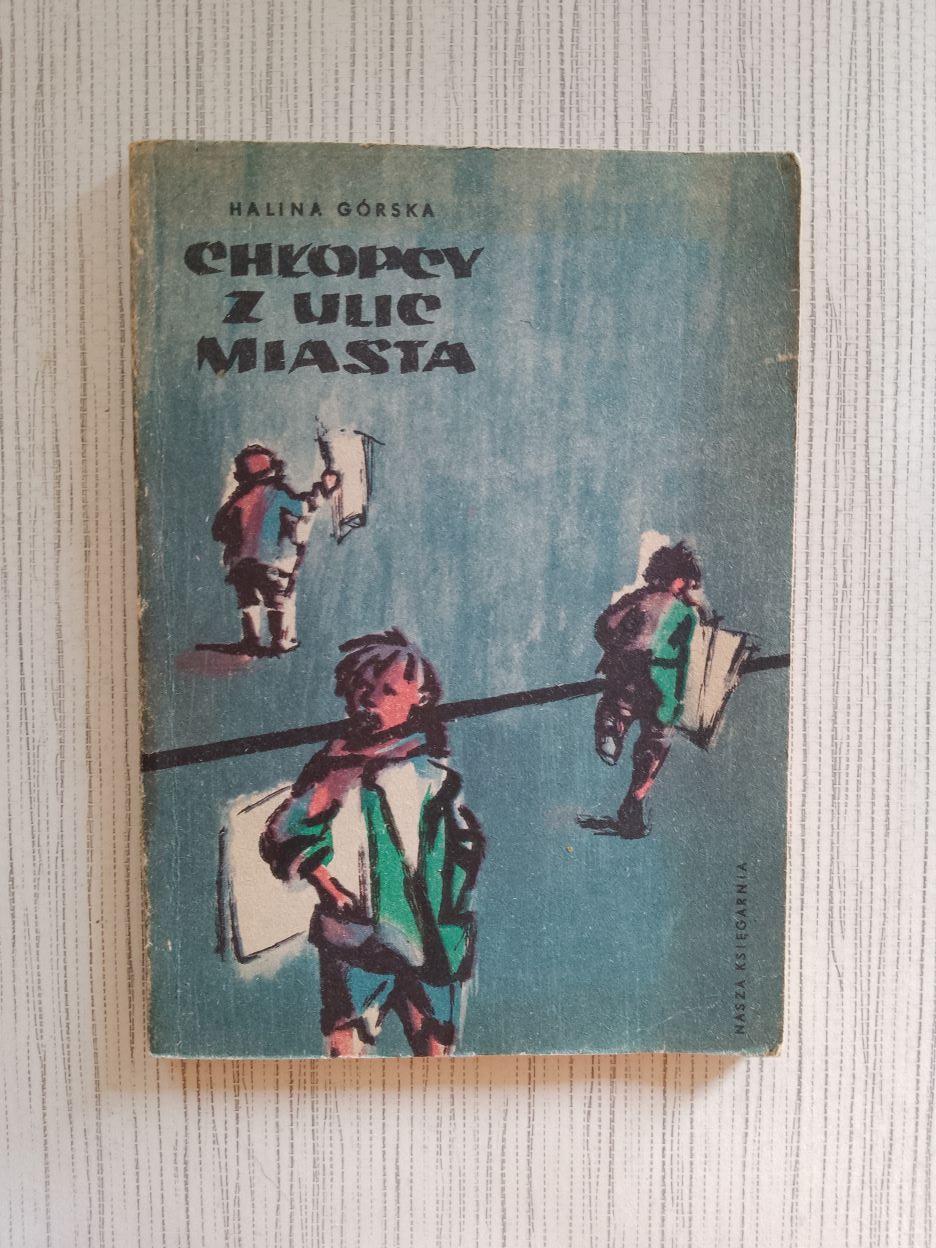 HALINA GÓRSKA
CHŁOPCY
Z ULIC
MIASTA
NASZA KSIĘGARNIA